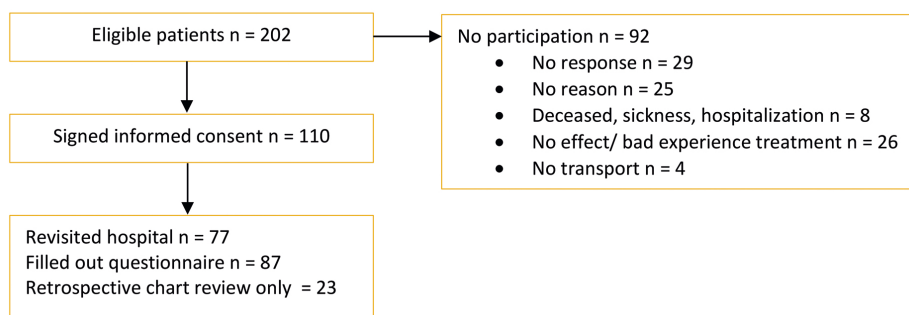 Eligible patients n = 202
No participation n = 92
• No response n = 29
• No reason n = 25
• Deceased, sickness, hospitalization n = 8
• No effect/ bad experience treatment n = 26
• No transport n = 4
Signed informed consent n = 110
Revisited hospital n = 77
Filled out questionnaire n = 87
Retrospective chart review only = 23